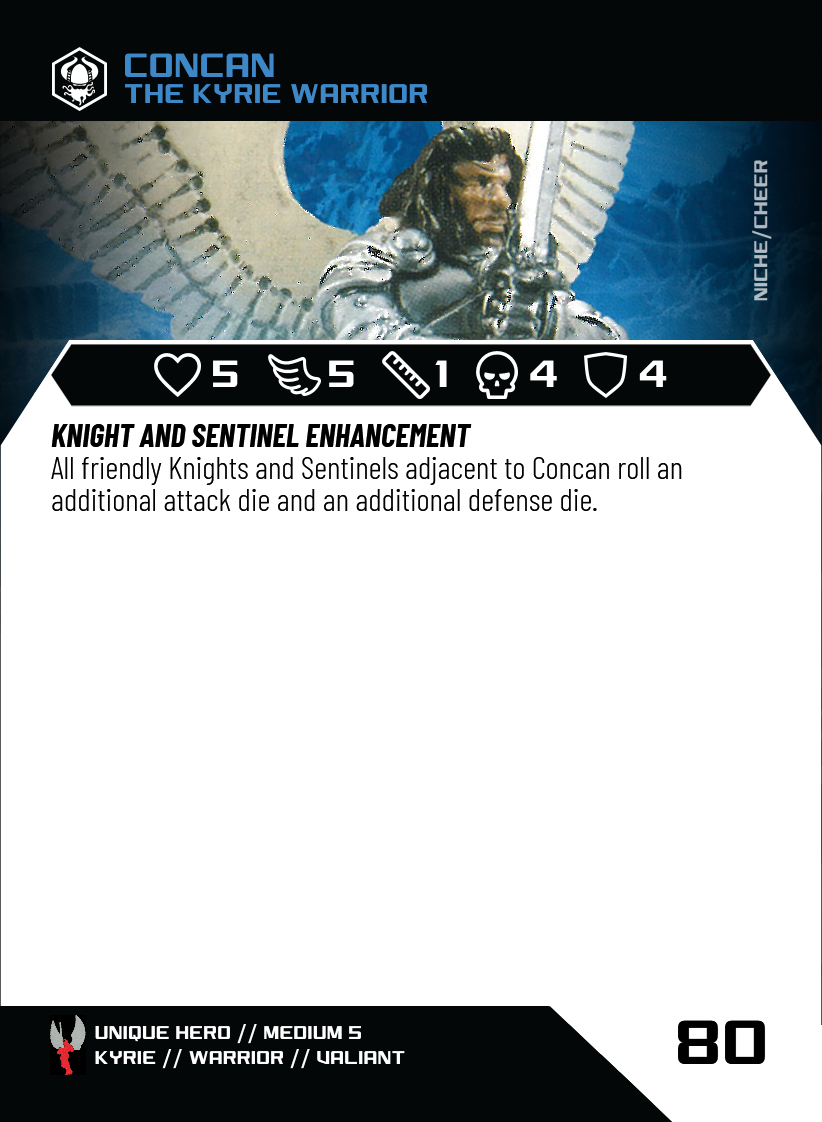 CONCAN
THE KYRIE WARRIOR
NICHE/CHEER
5 5 1 4 4
KNIGHT AND SENTINEL ENHANCEMENT
All friendly Knights and Sentinels adjacent to Concan roll an
additional attack die and an additional defense die.
UNIQUE HERO // MEDIUM 5
KYRIE // WARRIOR // VALIANT
80